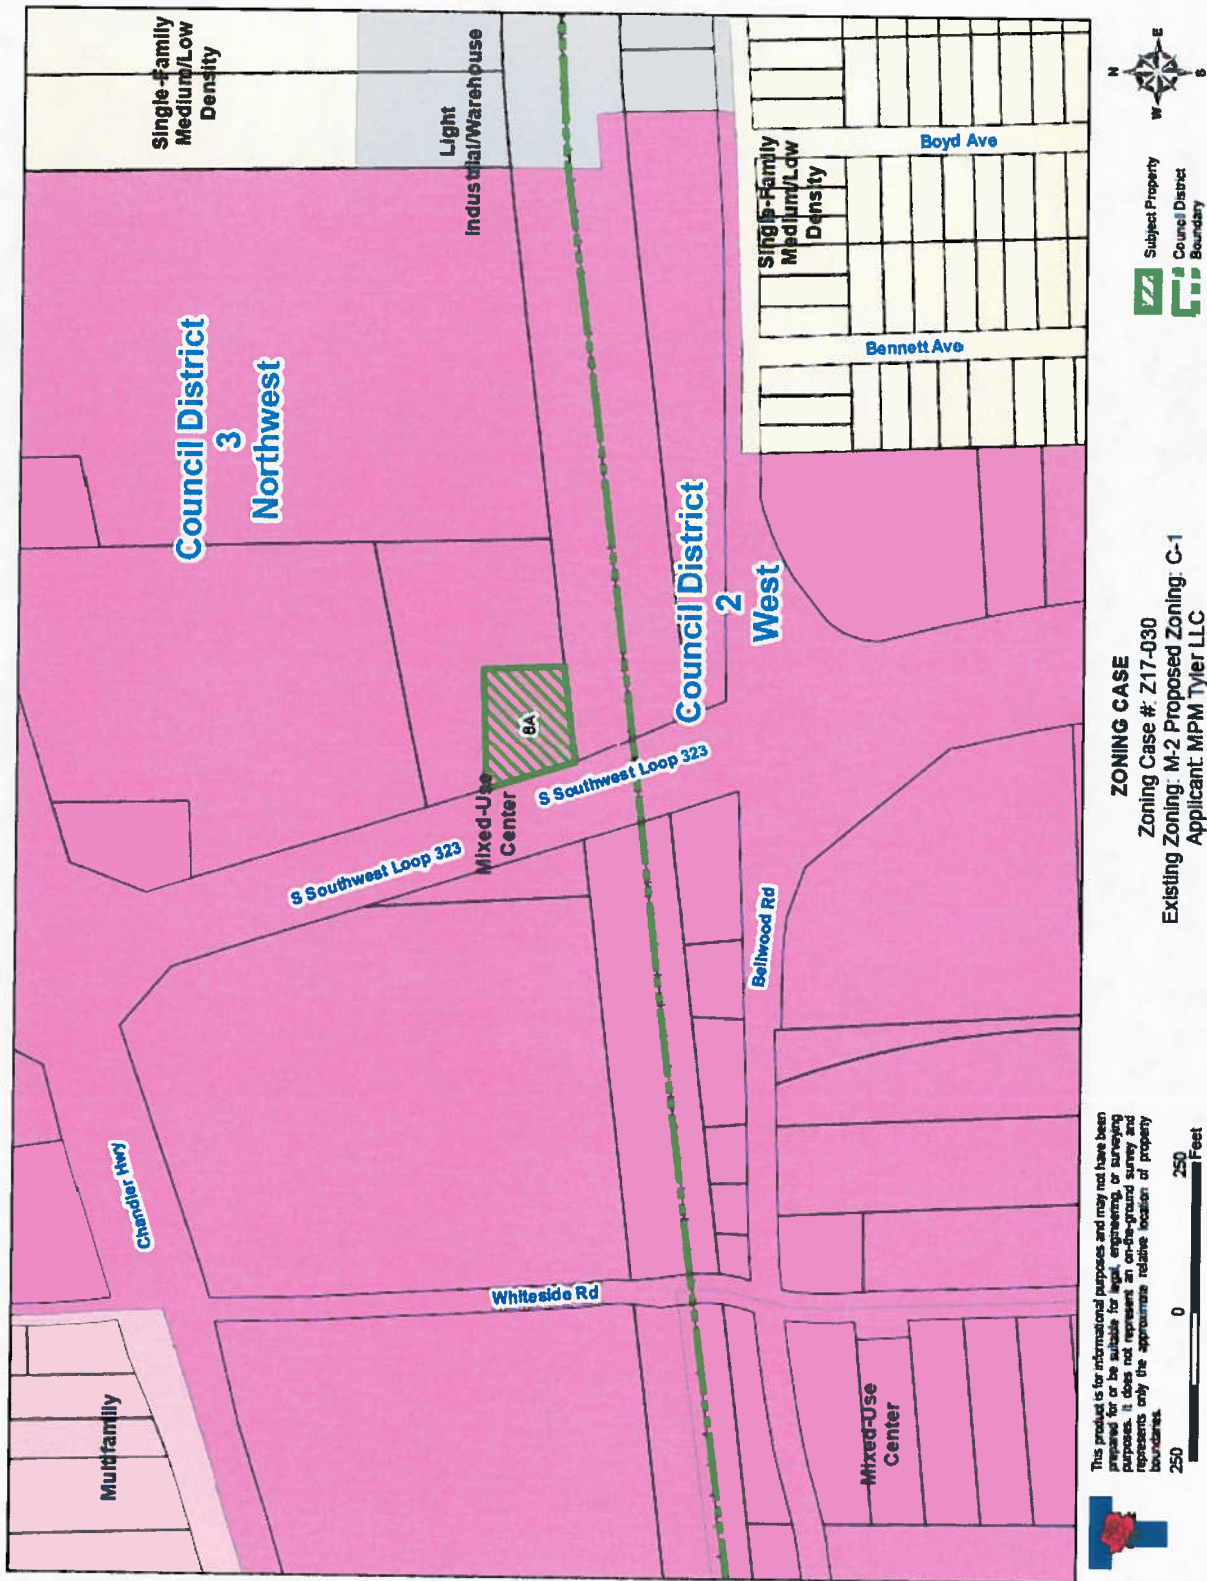 Single-Family
Medium/Low
Density
Light
Industrial/Warehouse
Council District
3
Northwest
Single-Family
Medium/Low
Density
Boyd Ave
Bennett Ave
Council District
2
West
8A
Mixed-Use
Center
S Southwest Loop 323
S Southwest Loop 323
Bellwood Rd
Chandler Hwy
Whiteside Rd
Multifamily
Mixed-Use
Center
N
W
E
S
Subject Property
Council District
Boundary
ZONING CASE
Zoning Case #: Z17-030
Existing Zoning: M-2 Proposed Zoning: C-1
Applicant: MPM Tyler LLC
This product is for informational purposes and may not have been
prepared for or be suitable for legal, engineering, or surveying
purposes. It does not represent an on-the-ground survey and
represents only the approximate relative location of property
boundaries.
250 0 250
Feet